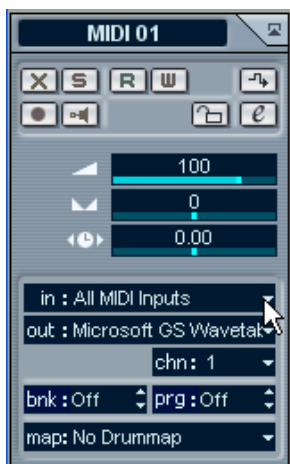 MIDI 01
X S R W
e
100
0
0.00
in : All MIDI Inputs
out : Microsoft GS Wavetab
chn: 1
bnk : Off prg : Off
map: No Drummap